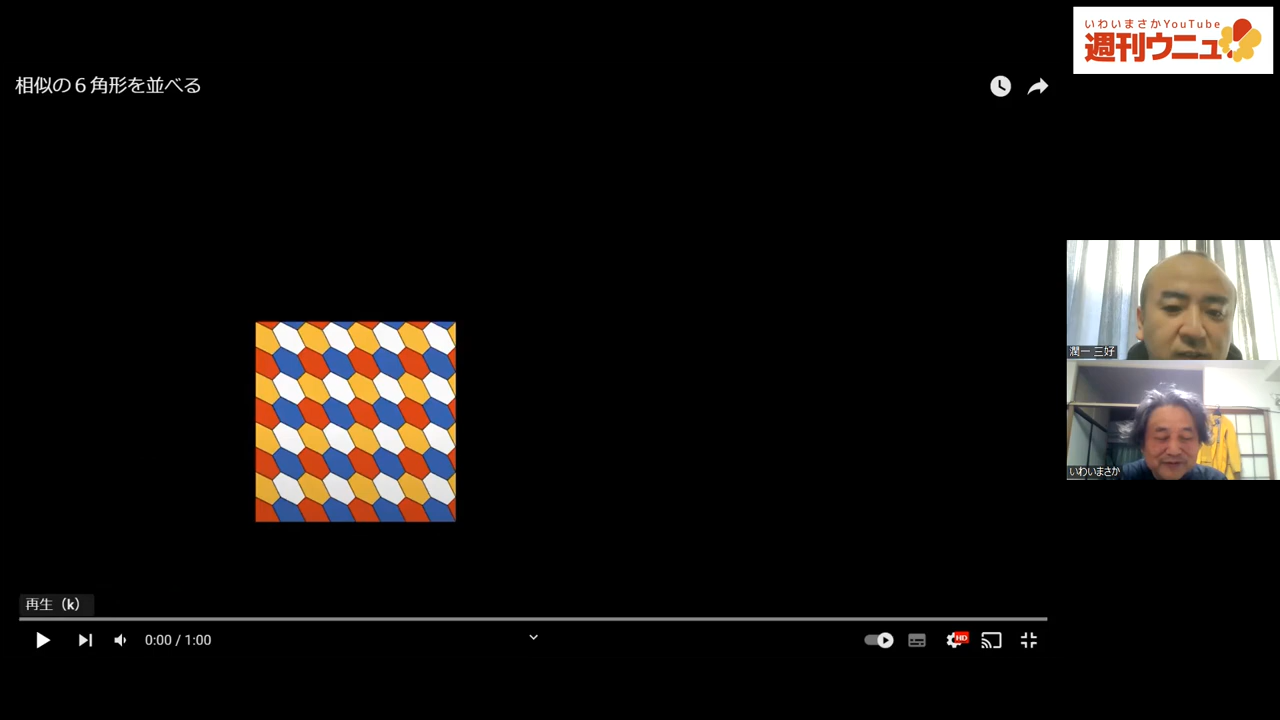 いわいまさかYouTube
週刊ウニュ
相似の６角形を並べる
潤一 三好
いわいまさか
再生（k）
0:00 / 1:00
HD